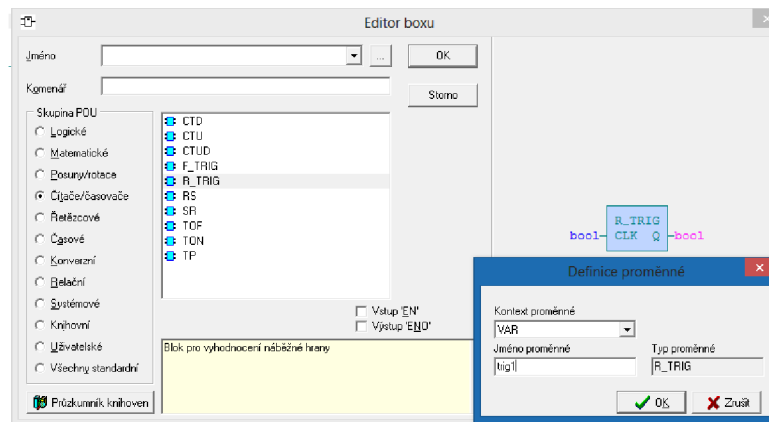 Editor boxu
Jméno
...
OK
Komenář
Storno
Skupina POU
Logické
Matematické
Posuny/rotace
Čítače/časovače
Řetězcové
Časové
Konverzní
Relační
Systémové
Knihovní
Uživatelské
Všechny standardní
CTD
CTU
CTUD
F_TRIG
R_TRIG
RS
SR
TOF
TON
TP
Vstup 'EN'
Výstup 'ENO'
Blok pro vyhodnocení náběžné hrany
Průzkumník knihoven
R_TRIG
bool CLK Q bool
Definice proměnné
Kontext proměnné
VAR
Jméno proměnné Typ proměnné
trig1 R_TRIG
OK Zrušit